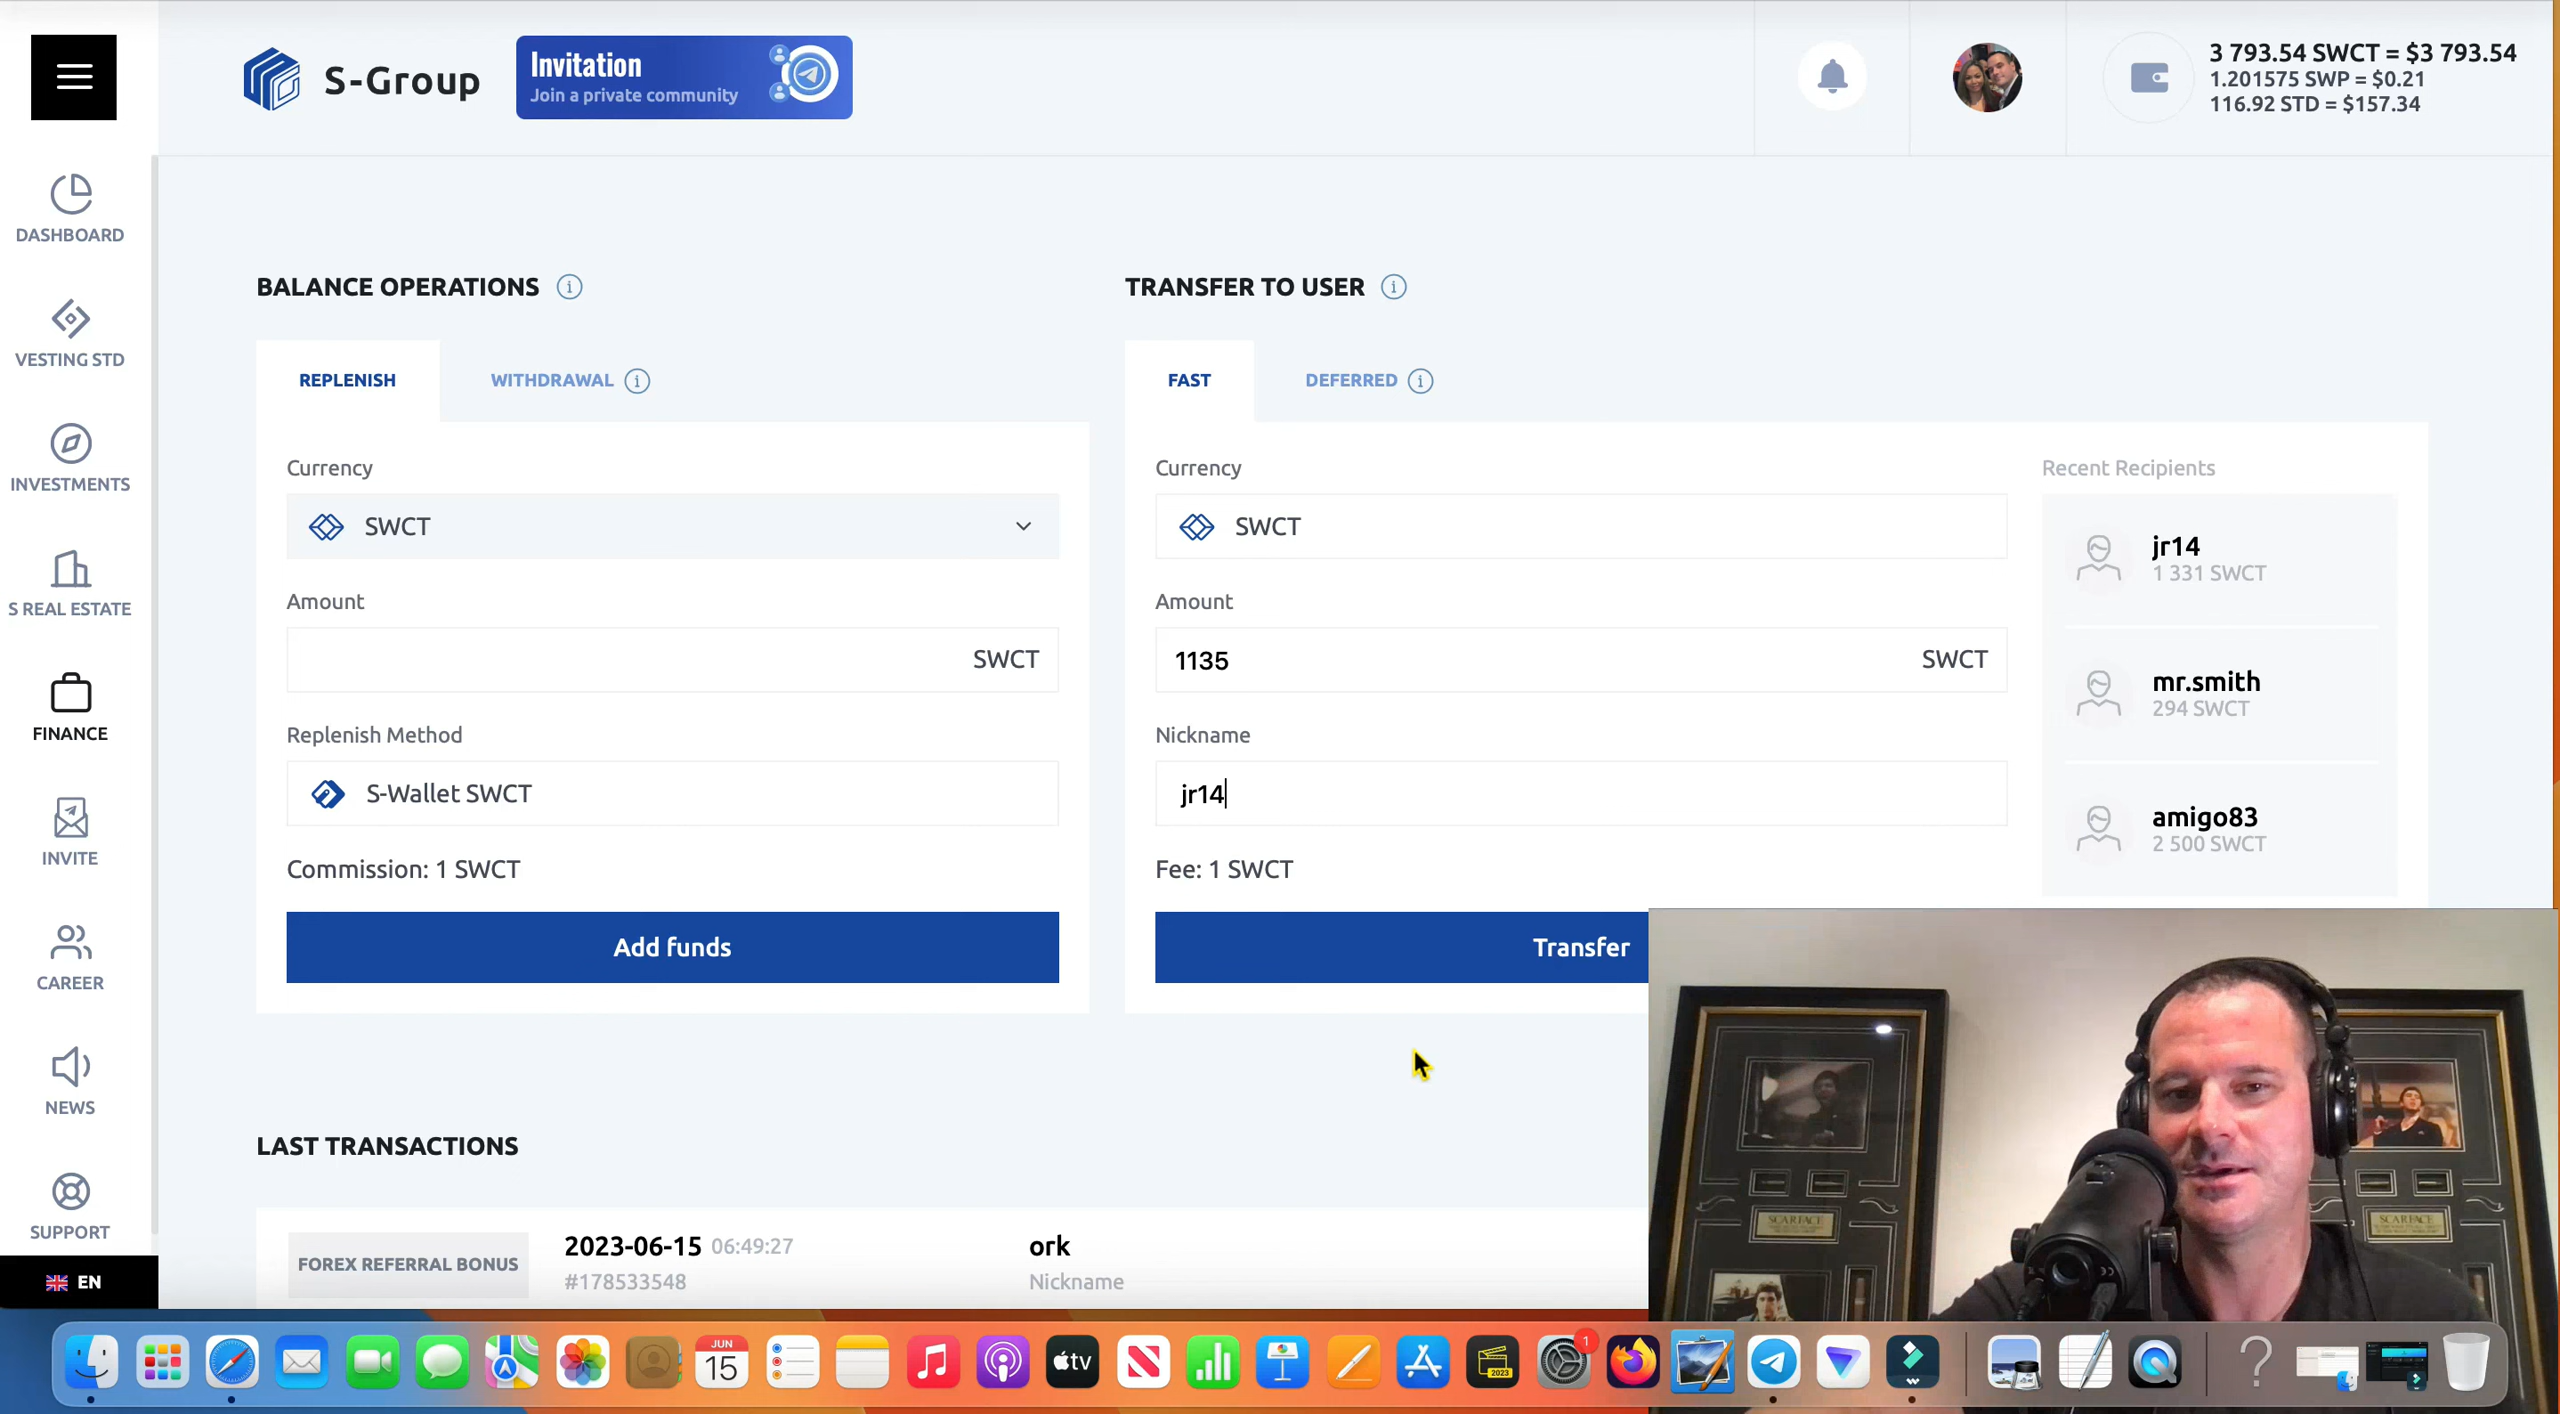 S-Group
Invitation
Join a private community
3 793.54 SWCT = $3 793.54
1.201575 SWP = $0.21
116.92 STD = $157.34
DASHBOARD
VESTING STD
INVESTMENTS
S REAL ESTATE
FINANCE
INVITE
CAREER
NEWS
SUPPORT
EN
BALANCE OPERATIONS
REPLENISH
WITHDRAWAL
Currency
SWCT
Amount
SWCT
Replenish Method
S-Wallet SWCT
Commission: 1 SWCT
Add funds
TRANSFER TO USER
FAST
DEFERRED
Currency
SWCT
Amount
1135 SWCT
Nickname
jr14
Fee: 1 SWCT
Transfer
Recent Recipients
jr14
1 331 SWCT
mr.smith
294 SWCT
amigo83
2 500 SWCT
LAST TRANSACTIONS
FOREX REFERRAL BONUS
2023-06-15 06:49:27
#178533548
ork
Nickname
SCARFACE
SCARFACE
JUN
15
tv
2023
1